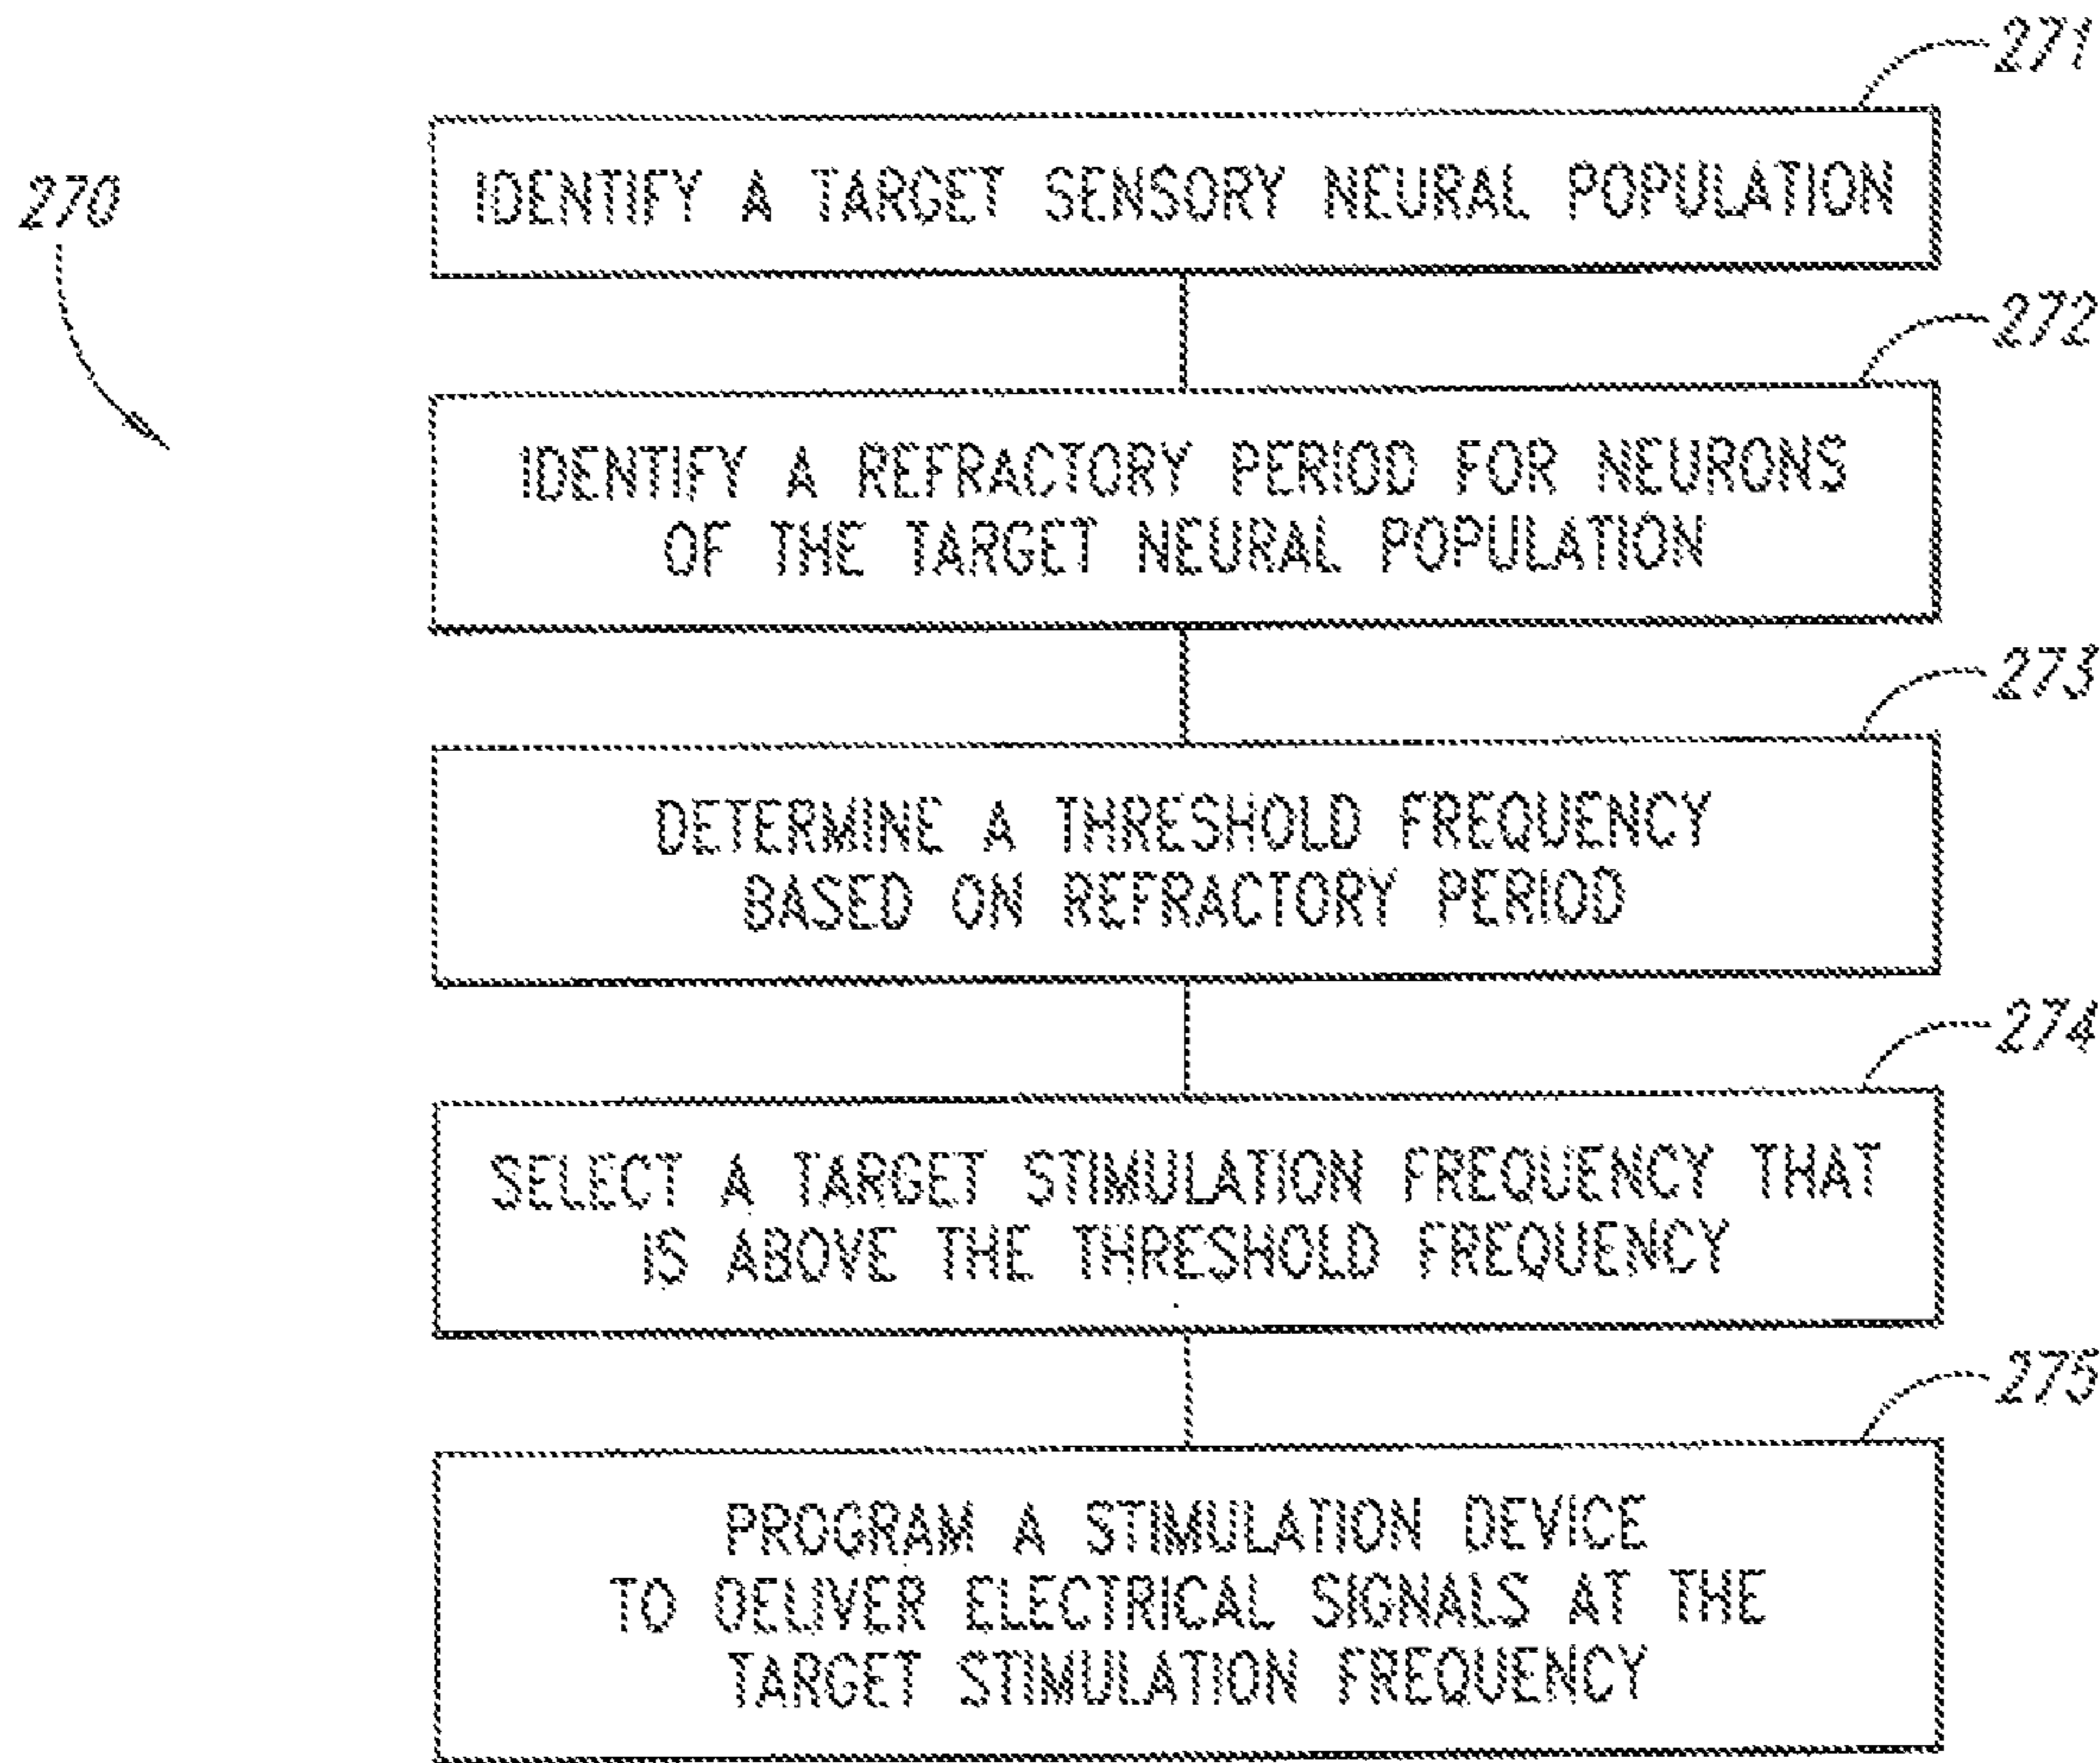 271
270
IDENTIFY A TARGET SENSORY NEURAL POPULATION
272
IDENTIFY A REFRACTORY PERIOD FOR NEURONS
OF THE TARGET NEURAL POPULATION
273
DETERMINE A THRESHOLD FREQUENCY
BASED ON REFRACTORY PERIOD
274
SELECT A TARGET STIMULATION FREQUENCY THAT
IS ABOVE THE THRESHOLD FREQUENCY
275
PROGRAM A STIMULATION DEVICE
TO DELIVER ELECTRICAL SIGNALS AT THE
TARGET STIMULATION FREQUENCY